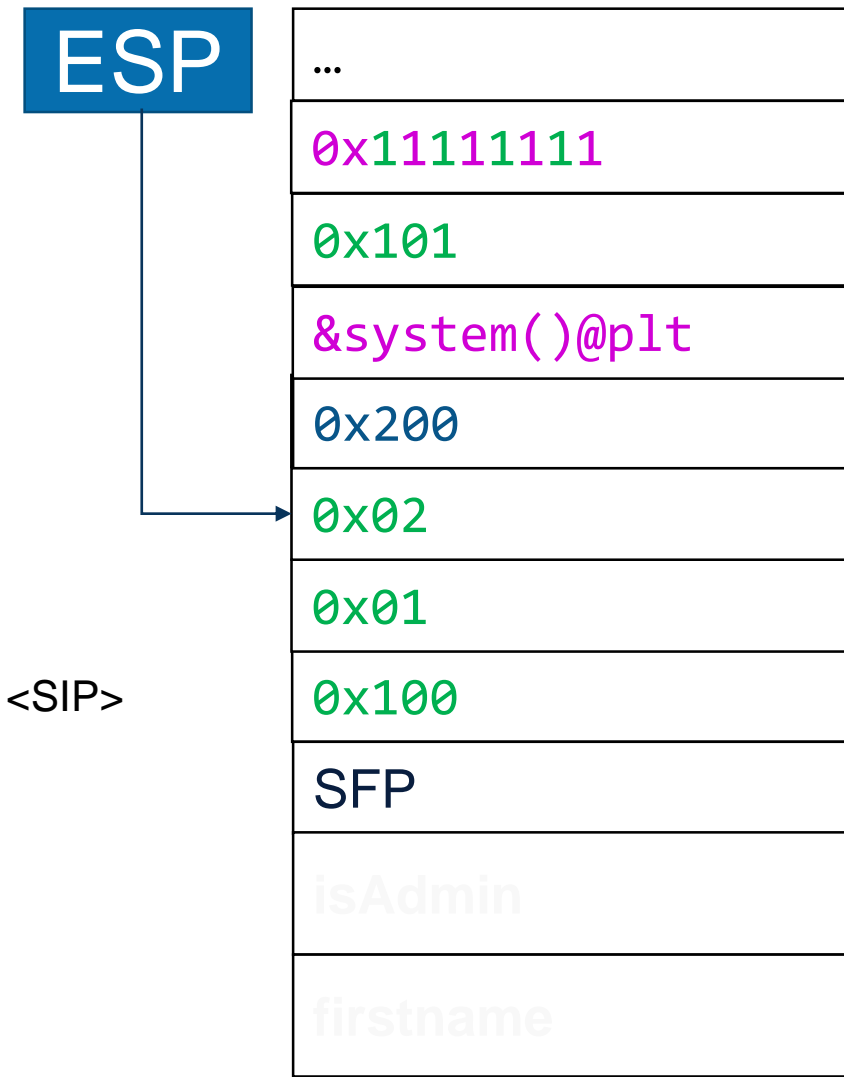 ESP
…
0x11111111
0x101
&system()@plt
0x200
0x02
0x01
<SIP>
0x100
SFP
isAdmin
firstname